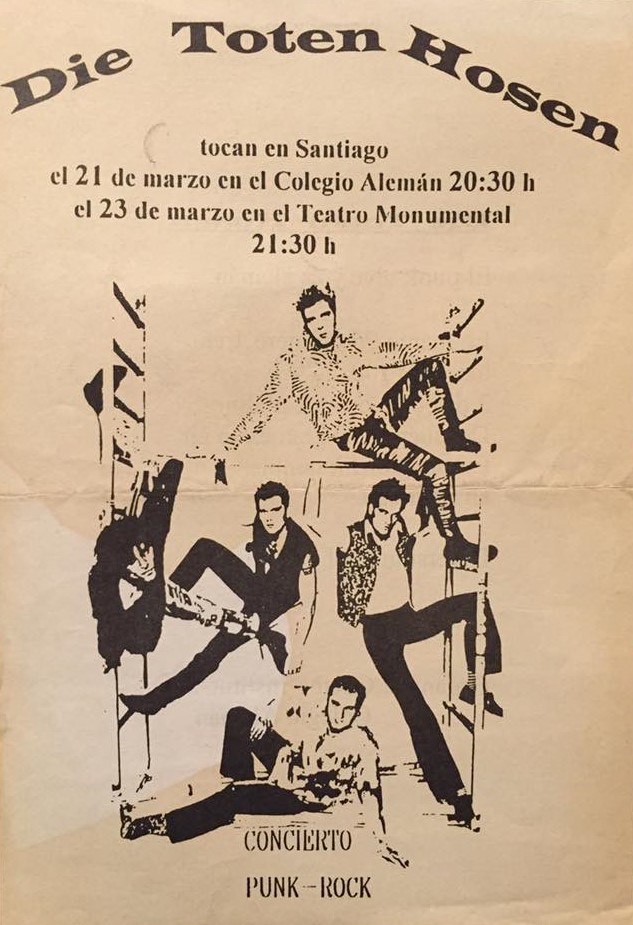 Die Toten Hosen
tocan en Santiago
el 21 de marzo en el Colegio Alemán 20:30 h
el 23 de marzo en el Teatro Monumental
21:30 h
CONCIERTO
PUNK-ROCK